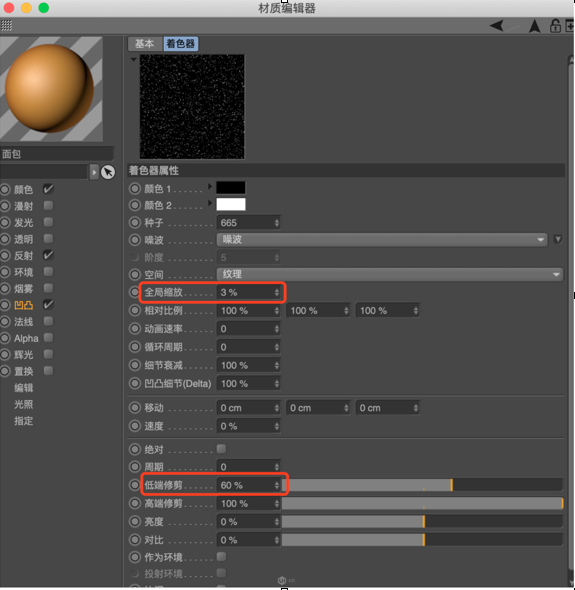 材质编辑器
基本 着色器
面包
颜色
漫射
发光
透明
反射
环境
烟雾
凹凸
法线
Alpha
辉光
置换
编辑
光照
指定
着色器属性
颜色 1
颜色 2
种子 665
噪波 噪波
阶度 5
空间 纹理
全局缩放 3 %
相对比例 100 % 100 % 100 %
动画速率 0
循环周期 0
细节衰减 100 %
凹凸细节(Delta) 100 %
移动 0 cm 0 cm 0 cm
速度 0 %
绝对
周期 0
低端修剪 60 %
高端修剪 100 %
亮度 0 %
对比 0 %
作为环境
投射环境